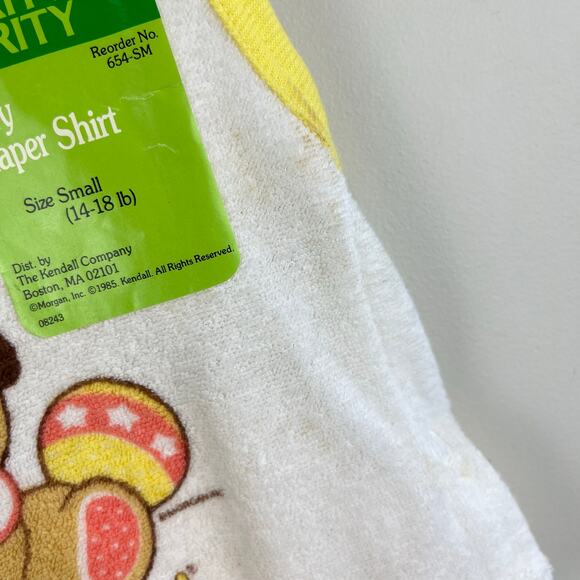 RITY
Reorder No.
654-SM
y
aper Shirt
Size Small
(14-18 lb)
Dist. by
The Kendall Company
Boston, MA 02101
©Morgan, Inc. ©1985. Kendall. All Rights Reserved.
08243